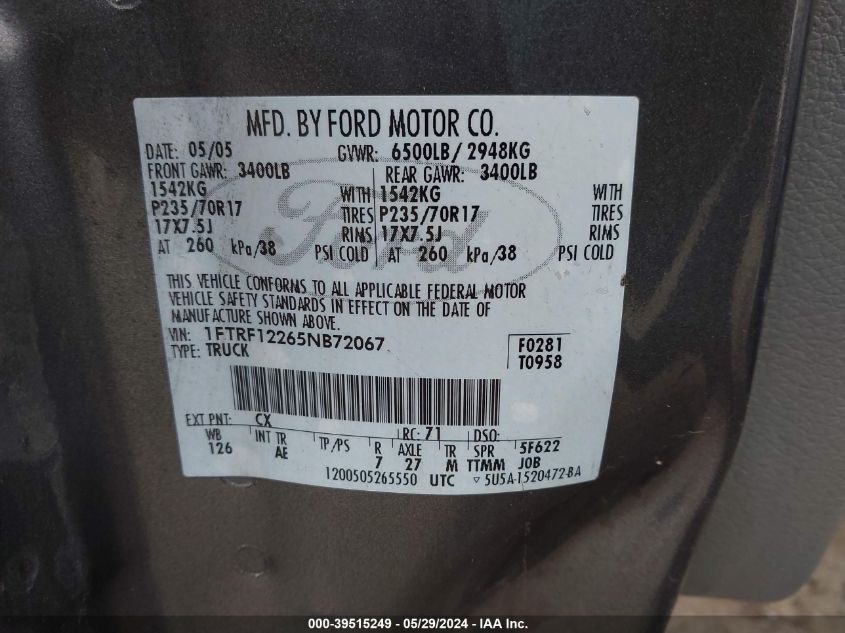 MFD. BY FORD MOTOR CO.
DATE: 05/05 GVWR: 6500LB/ 2948KG
FRONT GAWR: 3400LB REAR GAWR: 3400LB
1542KG WITH 1542KG WITH
P235/70R17 TIRES P235/70R17 TIRES
17X7.5J RIMS 17X7.5J RIMS
AT 260 kPa/38 PSI COLD AT 260 kPa/38 PSI COLD
Ford
THIS VEHICLE CONFORMS TO ALL APPLICABLE FEDERAL MOTOR
VEHICLE SAFETY STANDARDS IN EFFECT ON THE DATE OF
MANUFACTURE SHOWN ABOVE.
VIN: 1FTRF12265NB72067 F0281
TYPE: TRUCK T0958
EXT PNT: CX RC: 71 DSO:
WB INT TR TP/PS R AXLE TR SPR 5F622
126 AE 7 27 M TTMM JOB
1200505265550 UTC ▽ 5U5A-1520472-BA
000-39515249 - 05/29/2024 - IAA Inc.